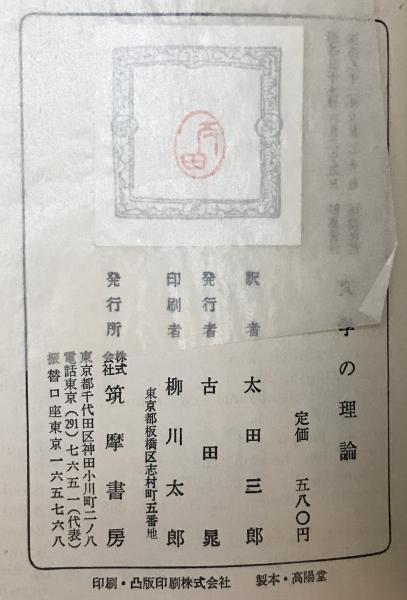 文学の理論
定価 五八〇円
訳者 太田三郎
発行者 古田晁
印刷者 柳川太郎
東京都板橋区志村町五番地
発行所 株式会社 筑摩書房
東京都千代田区神田小川町二ノ八
電話東京(291)七六五一(代表)
振替口座東京一六五七六八
印刷・凸版印刷株式会社 製本・高陽堂